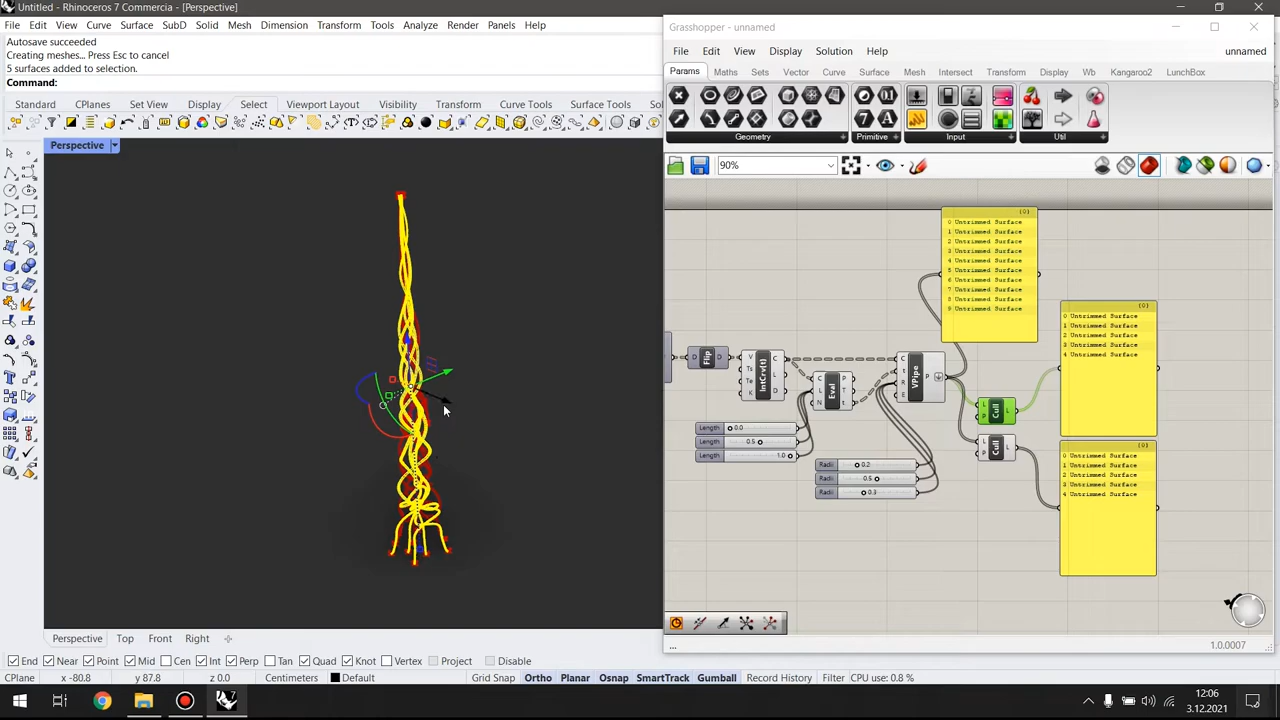 Untitled - Rhinoceros 7 Commercia - [Perspective]
File Edit View Curve Surface SubD Solid Mesh Dimension Transform Tools Analyze Render Panels Help
Autosave succeeded
Creating meshes... Press Esc to cancel
5 surfaces added to selection.
Command:
Standard CPlanes Set View Display Select Viewport Layout Visibility Transform Curve Tools Surface Tools So
Perspective
Grasshopper - unnamed
File Edit View Display Solution Help unnamed
Params Maths Sets Vector Curve Surface Mesh Intersect Transform Display Wb Kangaroo2 LunchBox
Geometry Primitive Input Util
90%
{0}
0 Untrimmed Surface
1 Untrimmed Surface
2 Untrimmed Surface
3 Untrimmed Surface
4 Untrimmed Surface
5 Untrimmed Surface
6 Untrimmed Surface
7 Untrimmed Surface
8 Untrimmed Surface
9 Untrimmed Surface
{0}
0 Untrimmed Surface
1 Untrimmed Surface
2 Untrimmed Surface
3 Untrimmed Surface
4 Untrimmed Surface
{0}
0 Untrimmed Surface
1 Untrimmed Surface
2 Untrimmed Surface
3 Untrimmed Surface
4 Untrimmed Surface
D Flip D
V Ts Te K IntCrv(t) C L D
C L N Eval P T t
C t R E VPipe P
L P Cull L
L P Cull L
Length 0.0
Length 0.5
Length 1.0
Radii 0.2
Radii 0.5
Radii 0.3
1.0.0007
...
Perspective Top Front Right
End Near Point Mid Cen Int Perp Tan Quad Knot Vertex Project Disable
CPlane x -80.8 y 87.8 z 0.0 Centimeters Default Grid Snap Ortho Planar Osnap SmartTrack Gumball Record History Filter CPU use: 0.8 %
12:06
3.12.2021